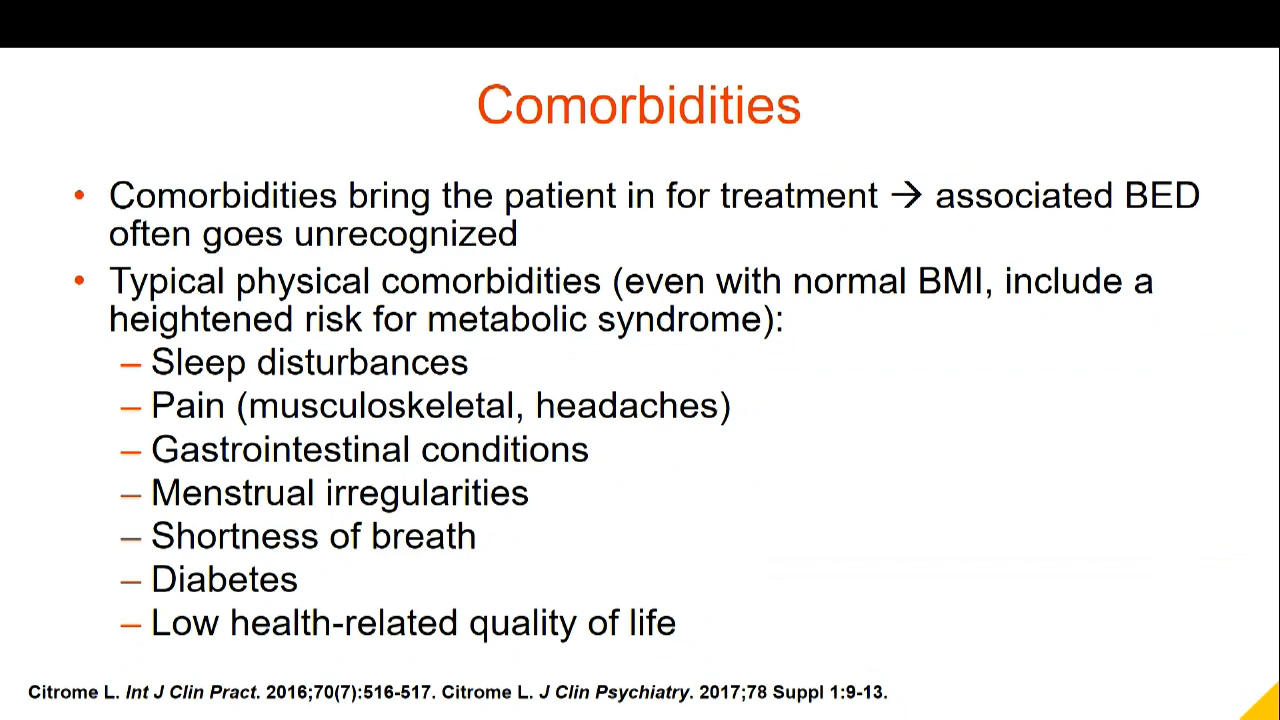 Comorbidities
• Comorbidities bring the patient in for treatment → associated BED
often goes unrecognized
• Typical physical comorbidities (even with normal BMI, include a
heightened risk for metabolic syndrome):
– Sleep disturbances
– Pain (musculoskeletal, headaches)
– Gastrointestinal conditions
– Menstrual irregularities
– Shortness of breath
– Diabetes
– Low health-related quality of life
Citrome L. Int J Clin Pract. 2016;70(7):516-517. Citrome L. J Clin Psychiatry. 2017;78 Suppl 1:9-13.